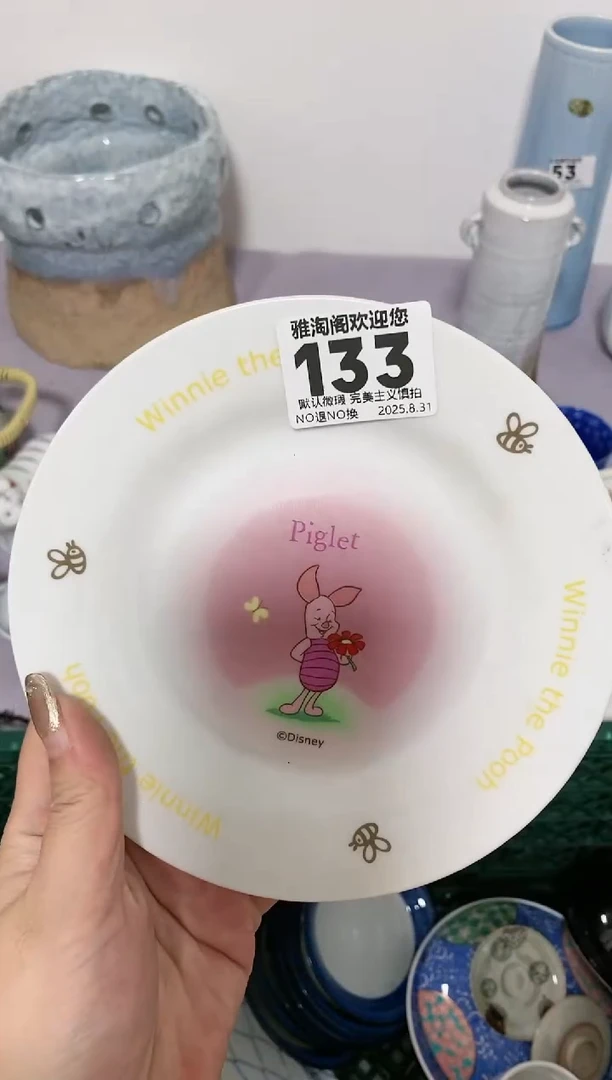 雅淘阁欢迎您
133
默认微瑕 完美主义慎拍
NO退NO换 2025.8.31
Winnie the
53
Piglet
©Disney
Winnie the Pooh
Winnie